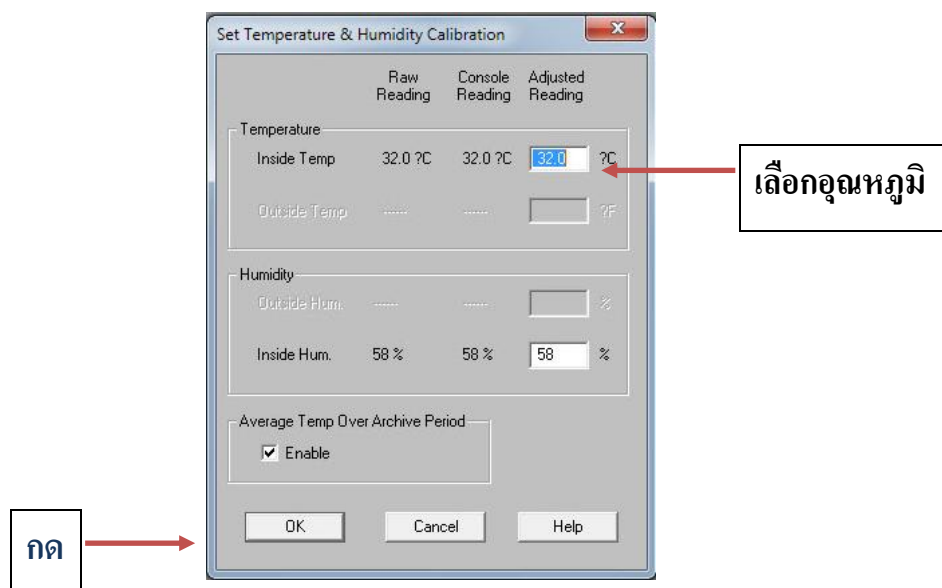 Set Temperature & Humidity Calibration
Raw Reading Console Reading Adjusted Reading
Temperature
Inside Temp 32.0 ?C 32.0 ?C 32.0 ?C
เลือกอุณหภูมิ
Outside Temp ------ ------ ?F
Humidity
Outside Hum. ------ ------ %
Inside Hum. 58 % 58 % 58 %
Average Temp Over Archive Period
Enable
OK Cancel Help
กด